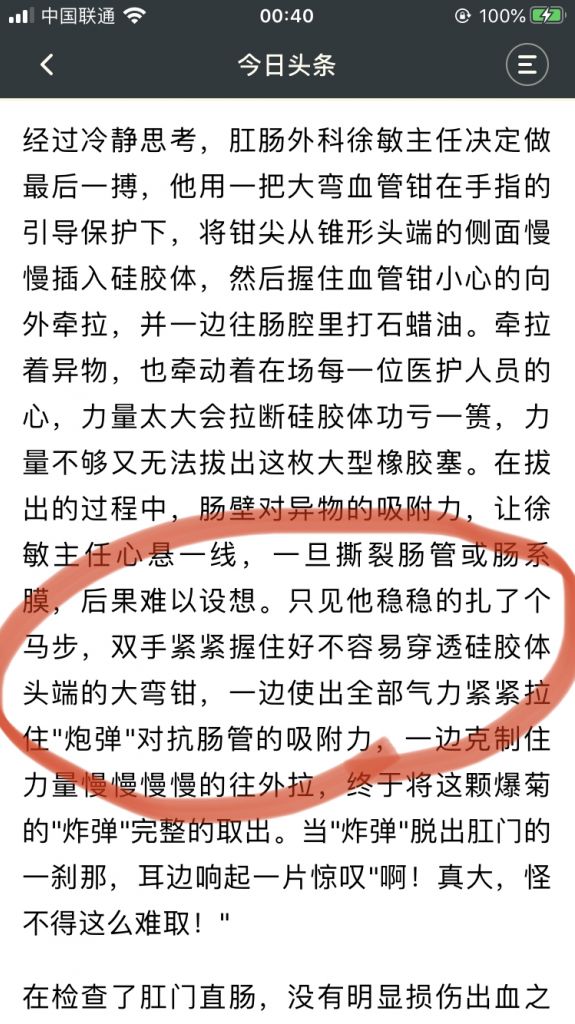 中国联通 00:40 100%
今日头条
经过冷静思考，肛肠外科徐敏主任决定做
最后一搏，他用一把大弯血管钳在手指的
引导保护下，将钳尖从锥形头端的侧面慢
慢插入硅胶体，然后握住血管钳小心的向
外牵拉，并一边往肠腔里打石蜡油。牵拉
着异物，也牵动着在场每一位医护人员的
心，力量太大会拉断硅胶体功亏一篑，力
量不够又无法拔出这枚大型橡胶塞。在拔
出的过程中，肠壁对异物的吸附力，让徐
敏主任心悬一线，一旦撕裂肠管或肠系
膜，后果难以设想。只见他稳稳的扎了个
马步，双手紧紧握住好不容易穿透硅胶体
头端的大弯钳，一边使出全部气力紧紧拉
住"炮弹"对抗肠管的吸附力，一边克制住
力量慢慢慢慢的往外拉，终于将这颗爆菊
的"炸弹"完整的取出。当"炸弹"脱出肛门的
一刹那，耳边响起一片惊叹"啊！真大，怪
不得这么难取！"
在检查了肛门直肠，没有明显损伤出血之